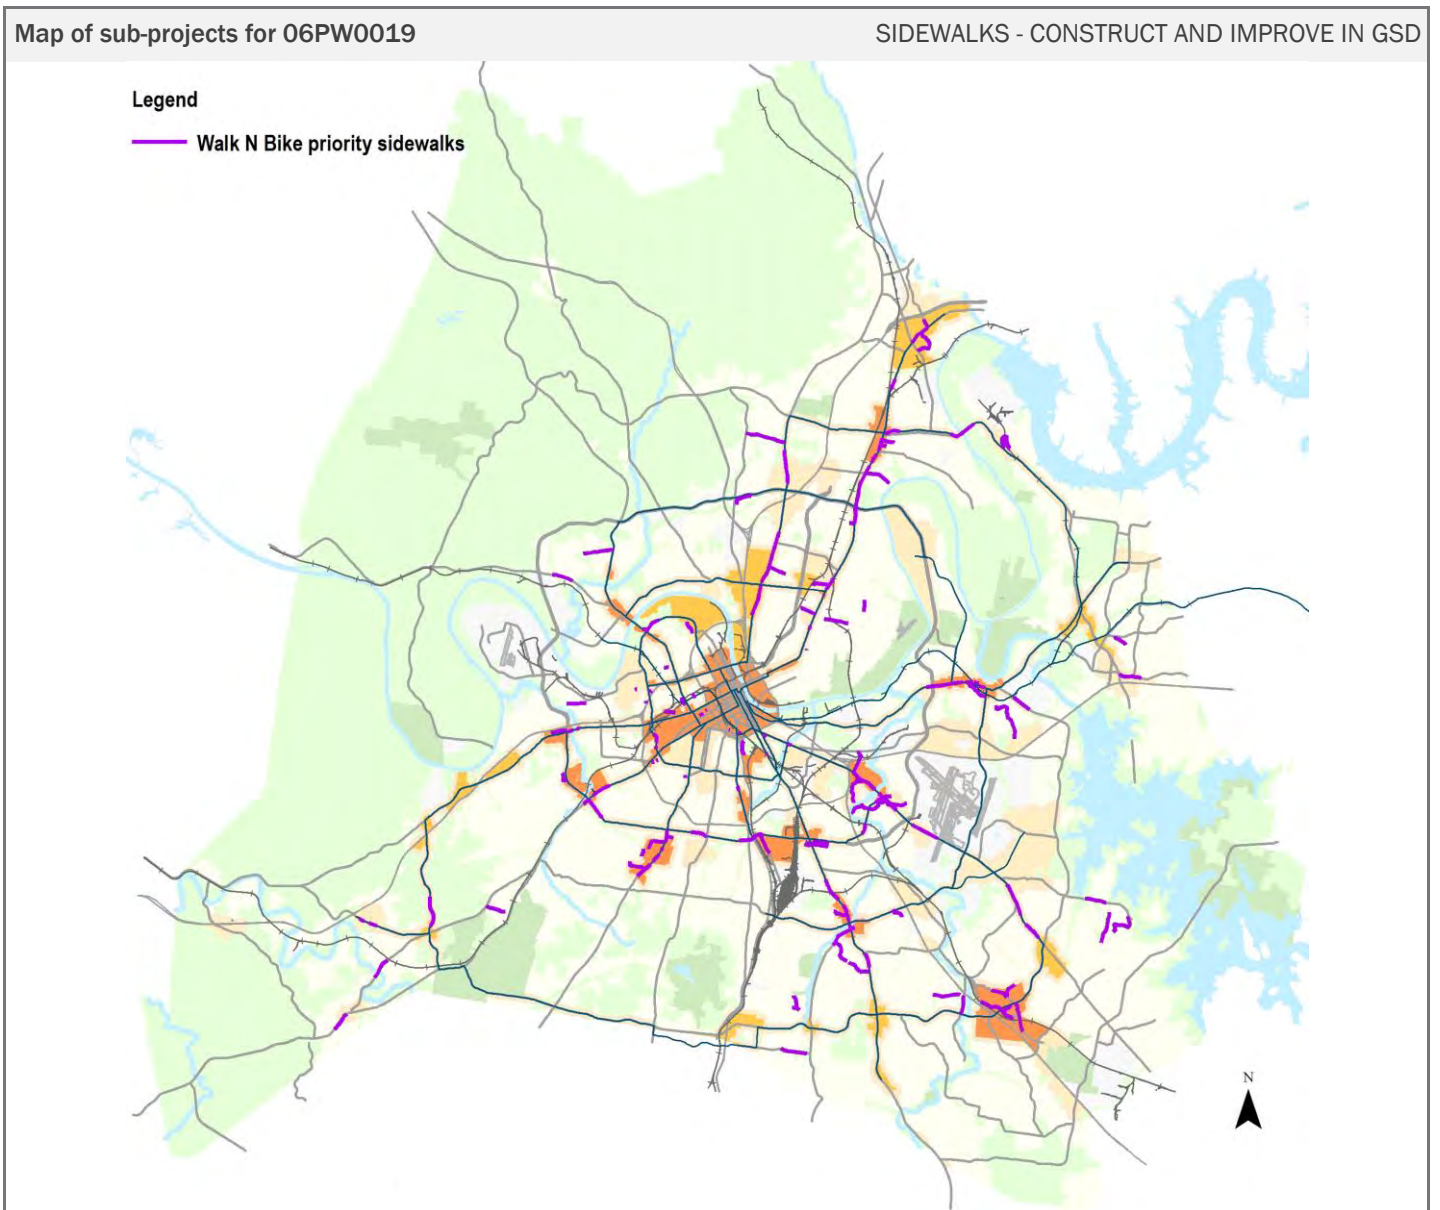 Map of sub-projects for 06PW0019 SIDEWALKS - CONSTRUCT AND IMPROVE IN GSD
Legend
Walk N Bike priority sidewalks
N